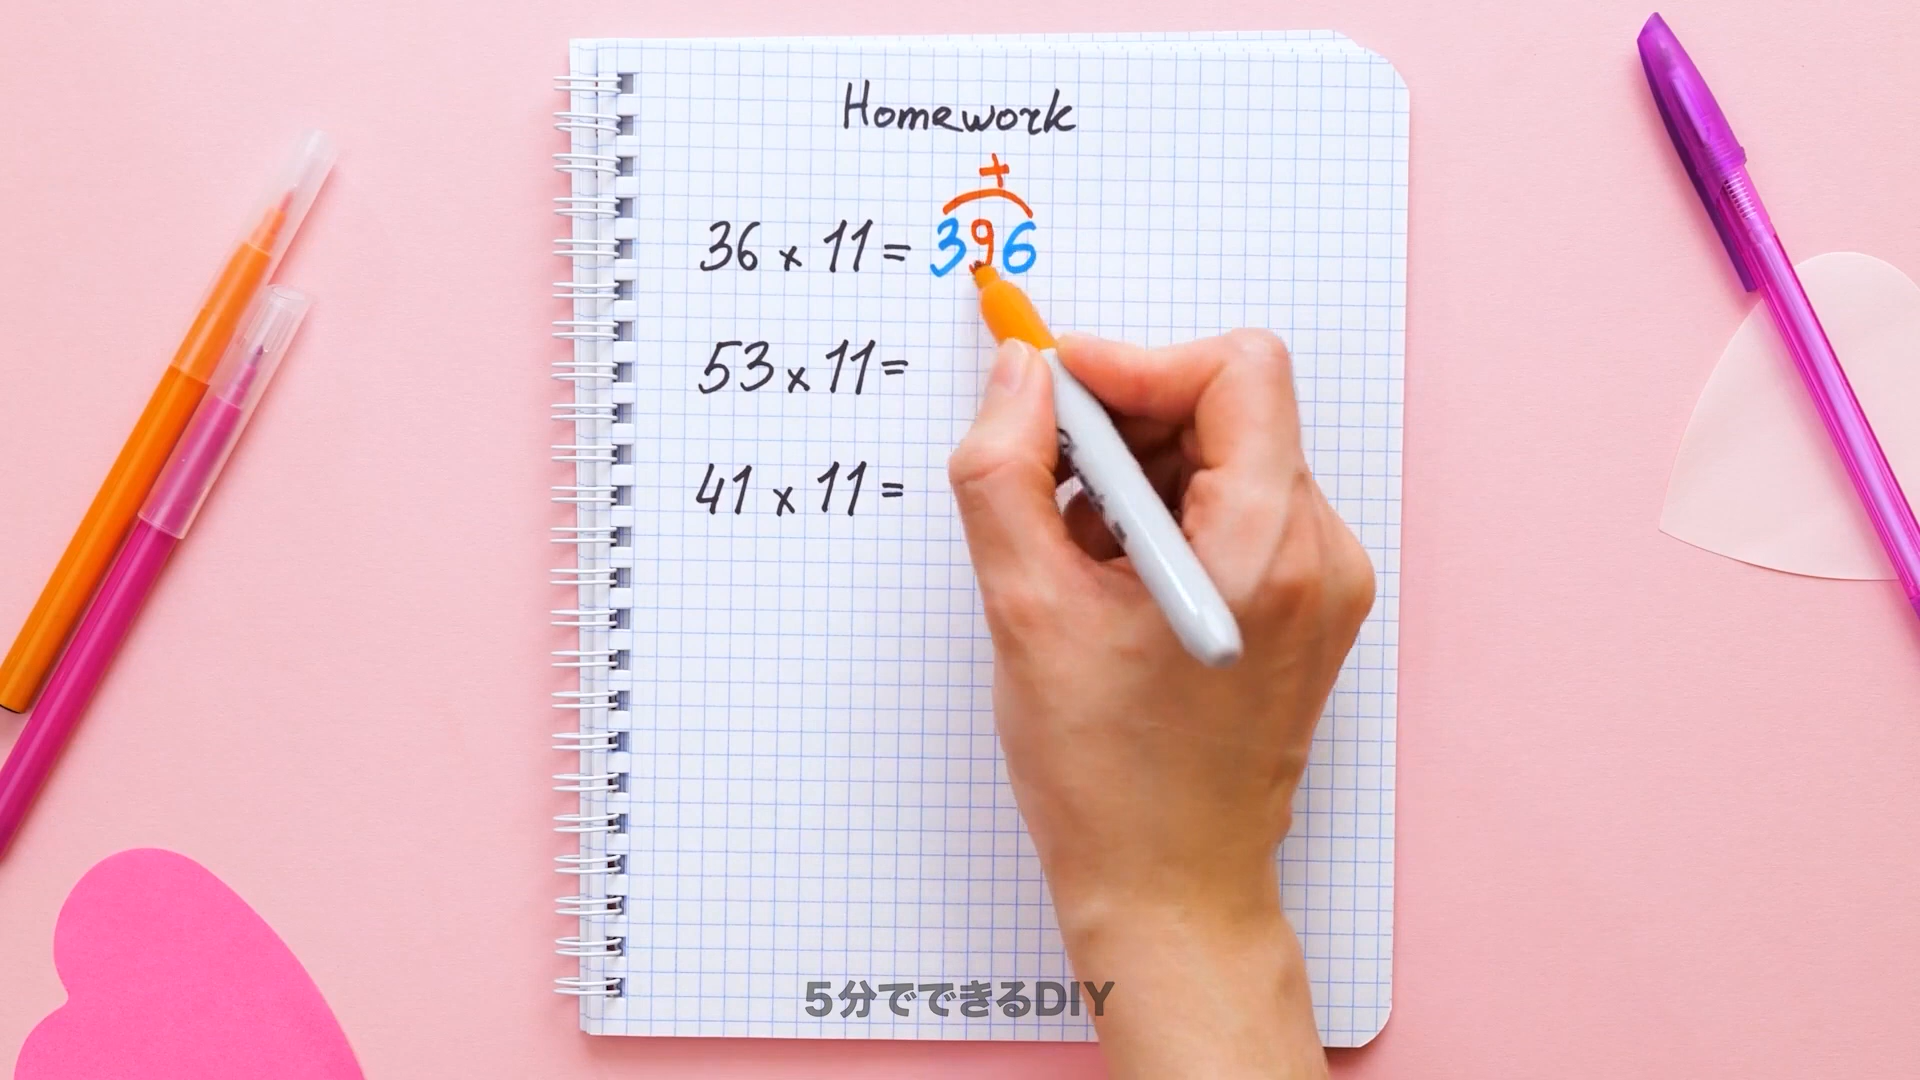 Homework
+
36 x 11 = 396
53 x 11 =
41 x 11 =
5分でできるDIY